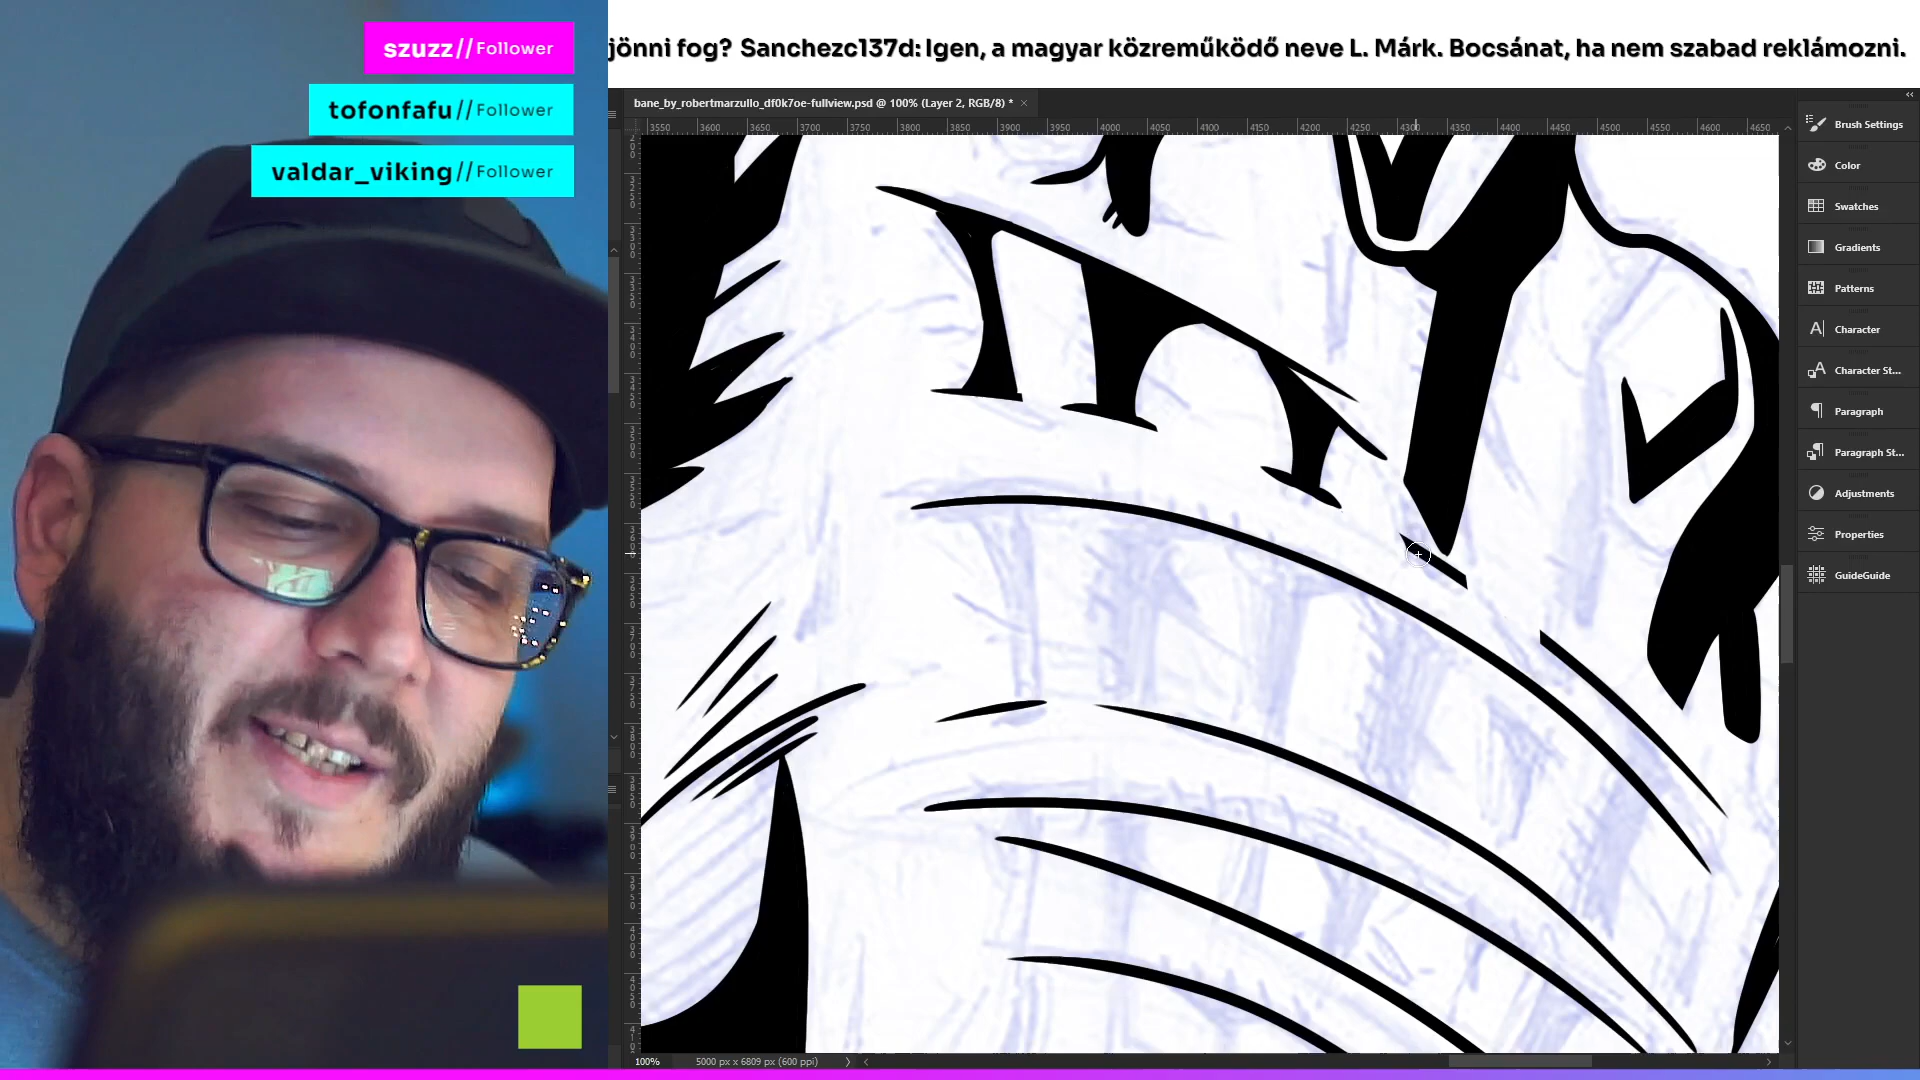 szuzz//Follower
jönni fog? Sanchezc137d: Igen, a magyar közreműködő neve L. Márk. Bocsánat, ha nem szabad reklámozni.
tofonfafu//Follower
valdar_viking//Follower
bane_by_robertmarzullo_df0k7oe-fullview.psd @ 100% (Layer 2, RGB/8) *
3550 3600 3650 3700 3750 3800 3850 3900 3950 4000 4050 4100 4150 4200 4250 4300 4350 4400 4450 4500 4550 4600 4650
Brush Settings
Color
Swatches
Gradients
Patterns
Character
Character St...
Paragraph
Paragraph St...
Adjustments
Properties
GuideGuide
100% 5000 px x 6809 px (600 ppi)